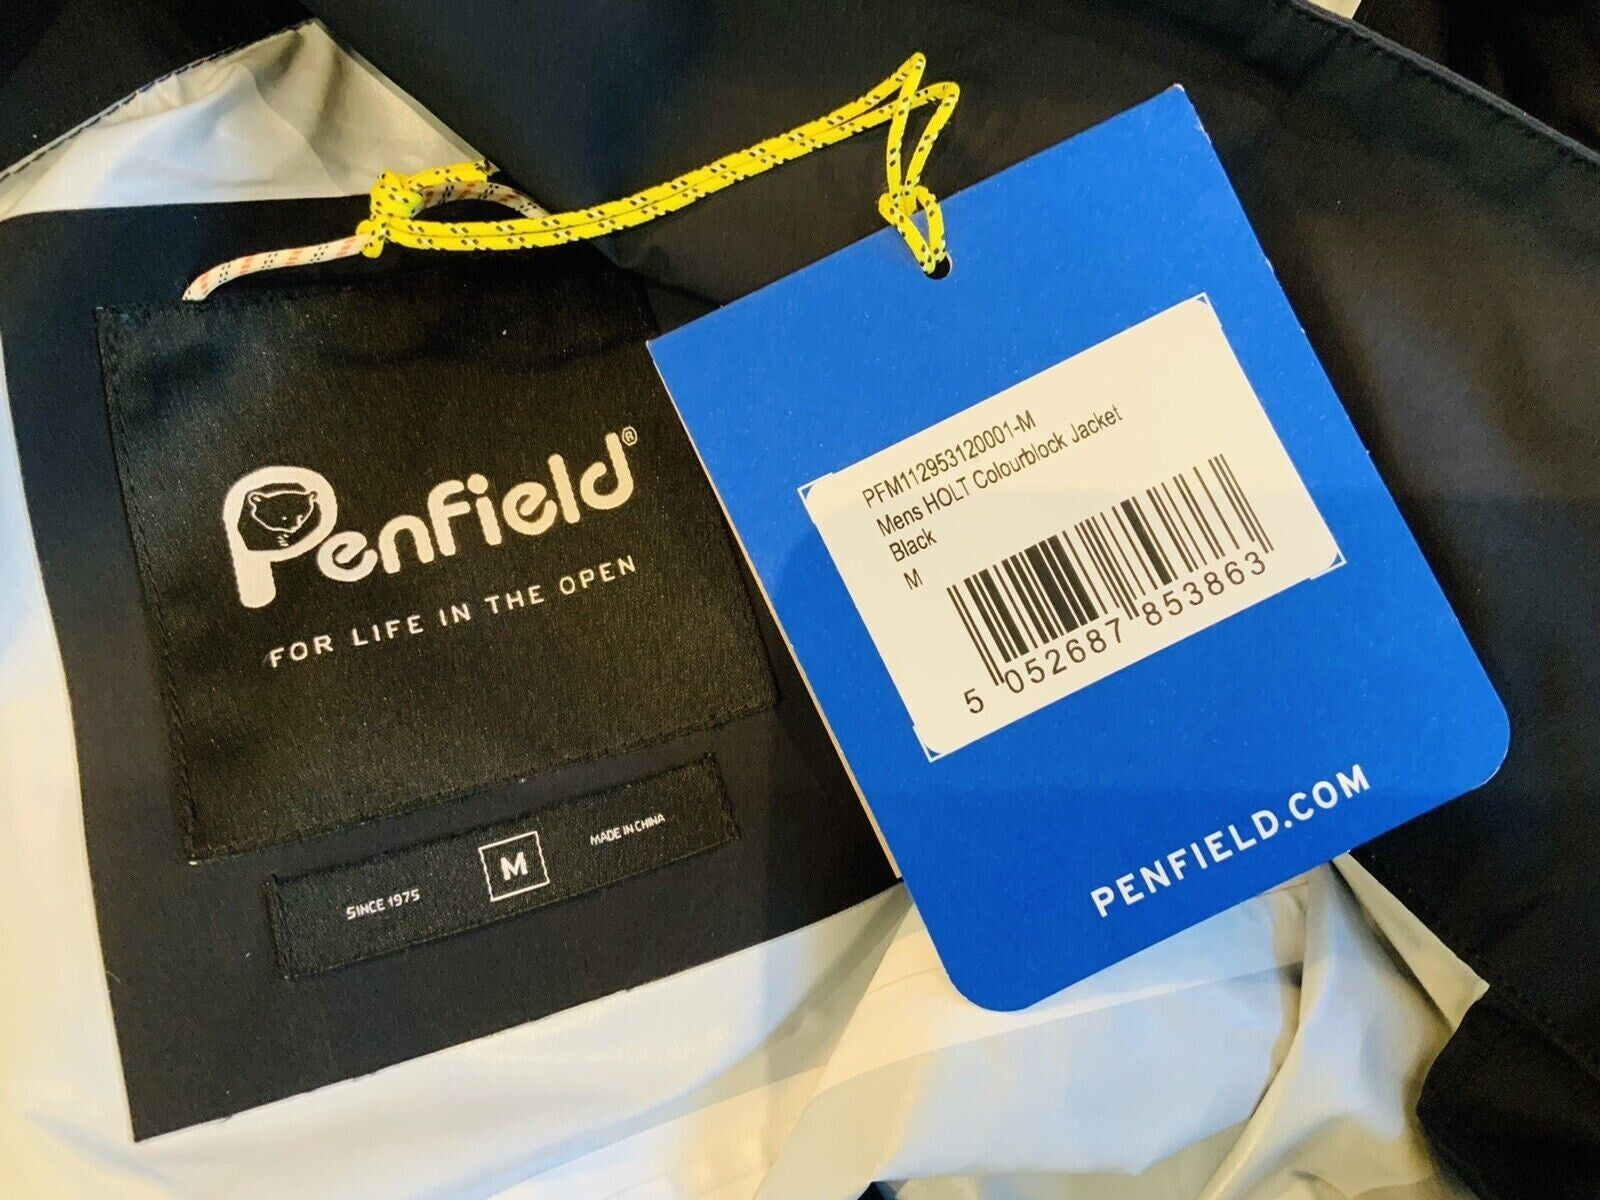 Penfield®
FOR LIFE IN THE OPEN
SINCE 1975
M
MADE IN CHINA
PFM112953120001-M
Mens HOLT Colourblock Jacket
Black
M
5 052687 853863
PENFIELD.COM